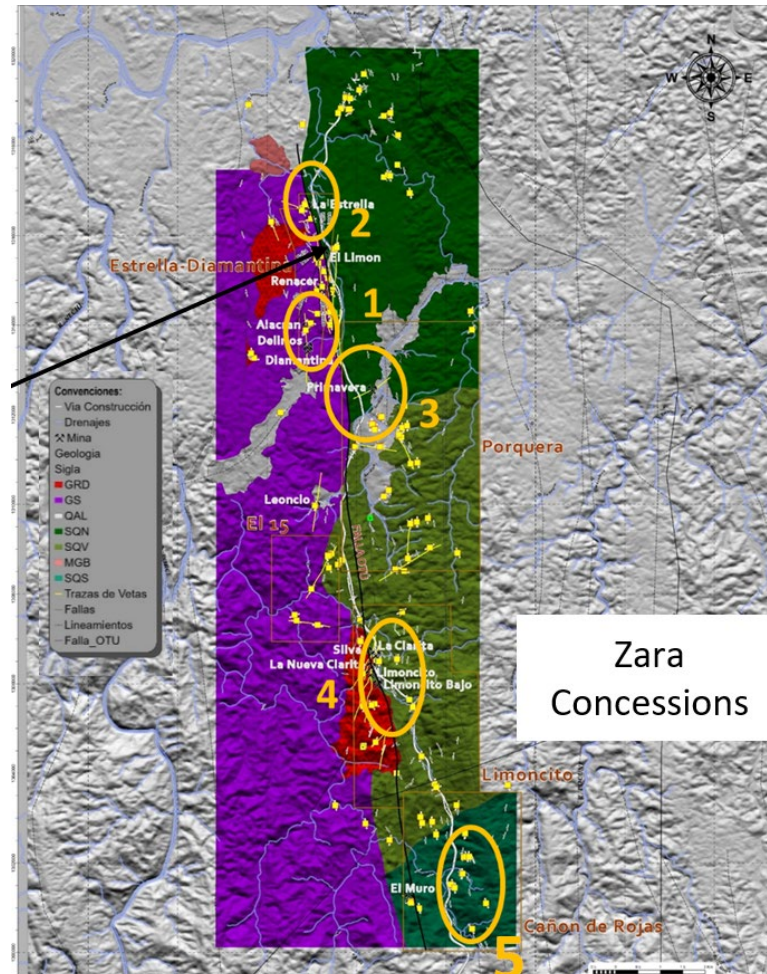 N
W E
S
La Estrella
2
El Limon
Estrella-Diamantina
Renacer
1
Alacran
Delirios
Diamantina
Primavera
3
Convenciones:
Via Construcción
Drenajes
Mina
Geologia
Sigla
GRD
GS
QAL
SQN
SQV
MGB
SQS
Trazas de Vetas
Fallas
Lineamientos
Falla_OTU
Porquera
Leoncio
El 15
Silva
La Clarita
La Nueva Clarit
Limoncito
Limoncito Bajo
4
Zara
Concessions
Limoncito
El Muro
Cañon de Rojas
5